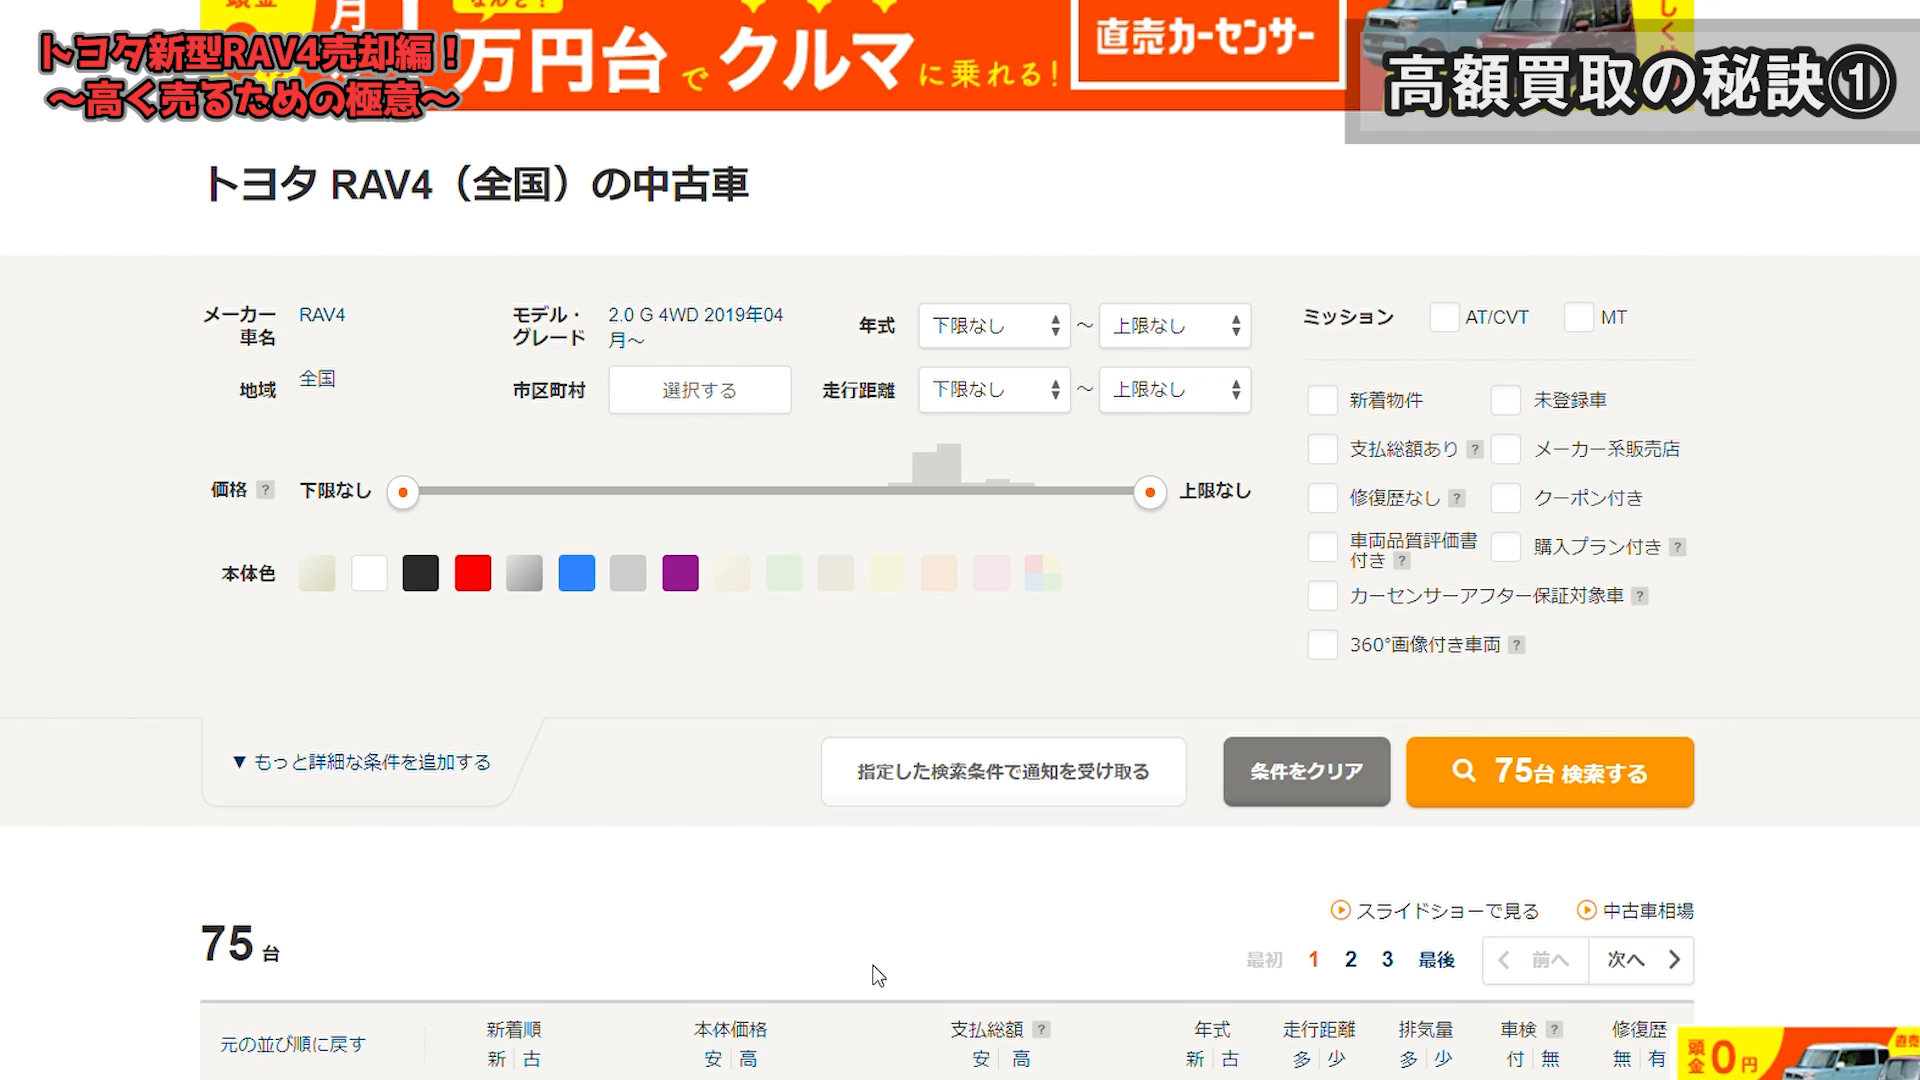 頭金
月
なんと!
万円台でクルマに乗れる!
直売カーセンサー
トヨタ新型RAV4売却編!
~高く売るための極意~
高額買取の秘訣①
トヨタ RAV4(全国)の中古車
メーカー
車名
RAV4
モデル・
グレード
2.0 G 4WD 2019年04
月~
年式
下限なし ~ 上限なし
ミッション
AT/CVT
MT
地域
全国
市区町村
選択する
走行距離
下限なし ~ 上限なし
新着物件
未登録車
支払総額あり ?
メーカー系販売店
価格 ?
下限なし
上限なし
修復歴なし ?
クーポン付き
車両品質評価書
付き ?
購入プラン付き ?
本体色
カーセンサーアフター保証対象車 ?
360°画像付き車両 ?
▼ もっと詳細な条件を追加する
指定した検索条件で通知を受け取る
条件をクリア
75台 検索する
スライドショーで見る
中古車相場
75 台
最初 1 2 3 最後
前へ
次へ
元の並び順に戻す
新着順
新 | 古
本体価格
安 | 高
支払総額 ?
安 | 高
年式
新 | 古
走行距離
多 | 少
排気量
多 | 少
車検 ?
付 | 無
修復歴
無 | 有
頭金0円
直売